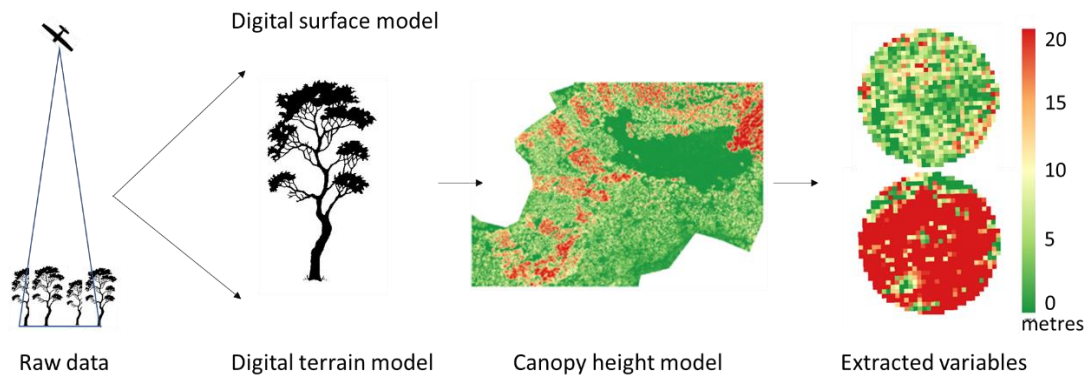 Digital surface model
20
15
10
5
0
metres
Raw data
Digital terrain model
Canopy height model
Extracted variables